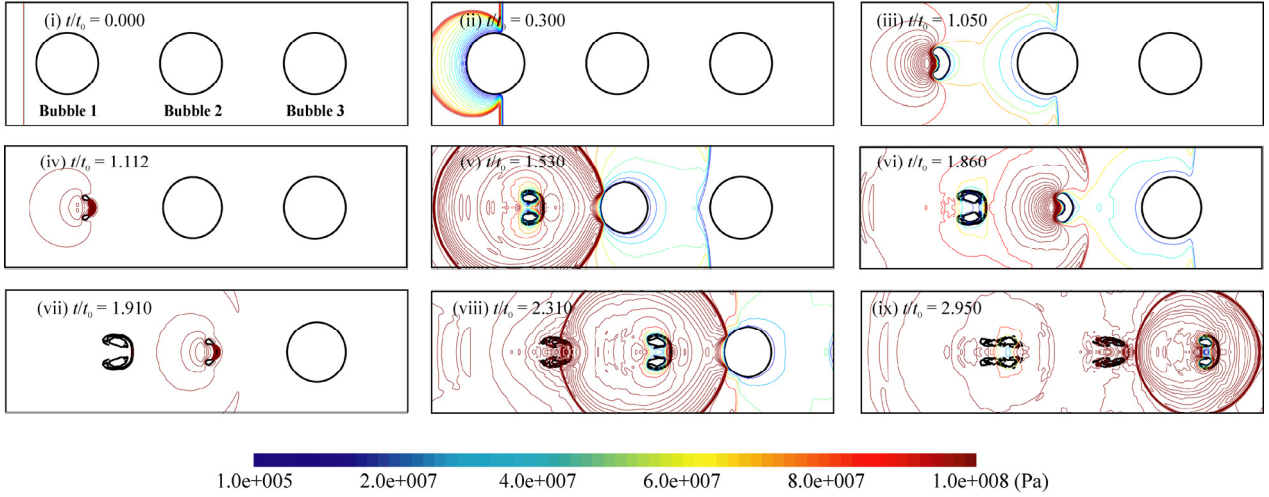 (i) t/t₀ = 0.000
Bubble 1 Bubble 2 Bubble 3
(ii) t/t₀ = 0.300
(iii) t/t₀ = 1.050
(iv) t/t₀ = 1.112
(v) t/t₀ = 1.530
(vi) t/t₀ = 1.860
(vii) t/t₀ = 1.910
(viii) t/t₀ = 2.310
(ix) t/t₀ = 2.950
1.0e+005 2.0e+007 4.0e+007 6.0e+007 8.0e+007 1.0e+008 (Pa)